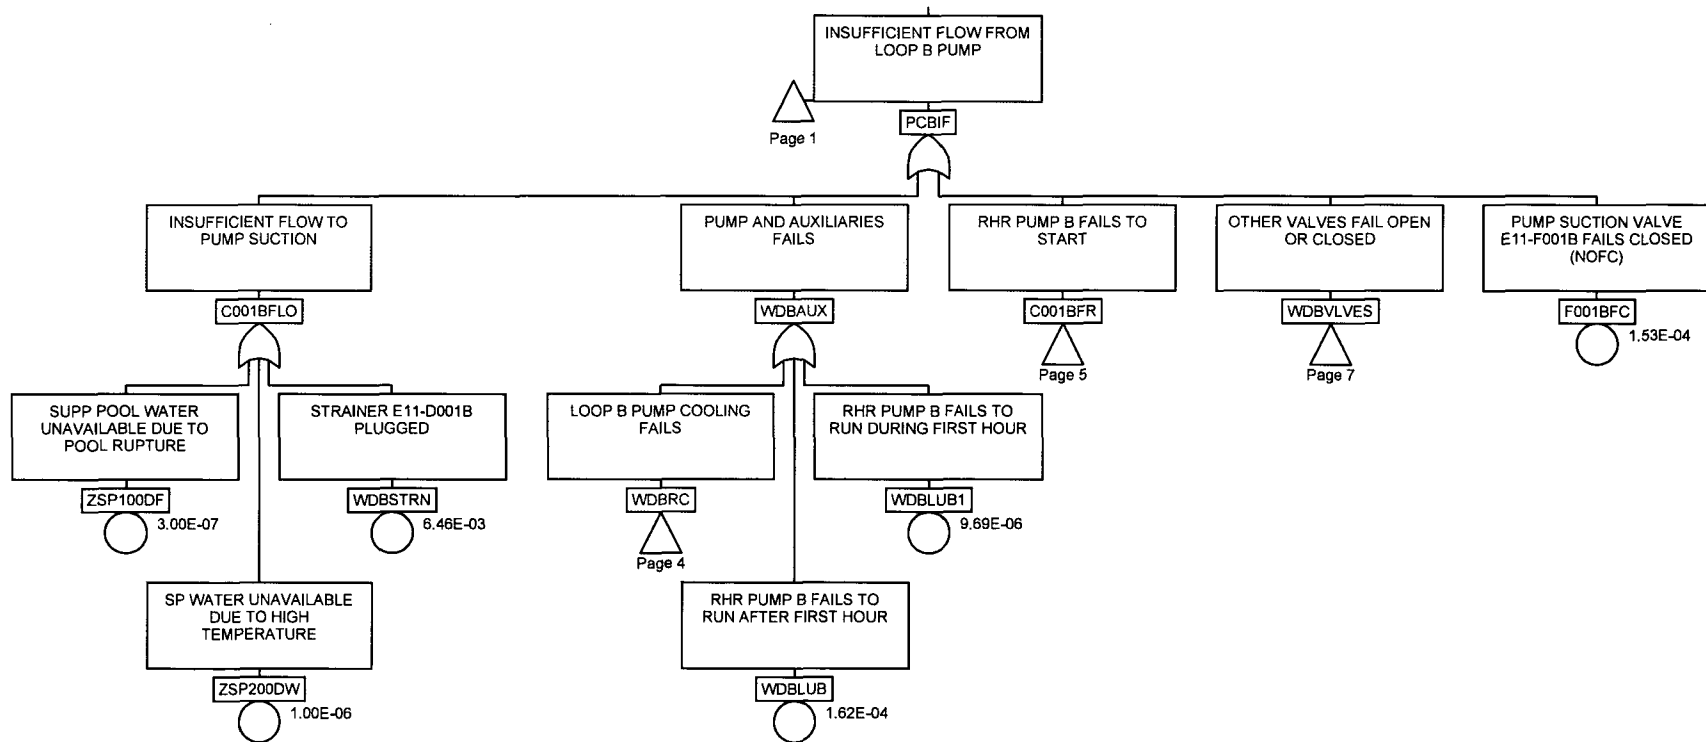 INSUFFICIENT FLOW FROM
LOOP B PUMP
Page 1
PCBIF
INSUFFICIENT FLOW TO
PUMP SUCTION
C001BFLO
PUMP AND AUXILIARIES
FAILS
WDBAUX
RHR PUMP B FAILS TO
START
C001BFR
Page 5
OTHER VALVES FAIL OPEN
OR CLOSED
WDBVLVES
Page 7
PUMP SUCTION VALVE
E11-F001B FAILS CLOSED
(NOFC)
F001BFC
1.53E-04
SUPP POOL WATER
UNAVAILABLE DUE TO
POOL RUPTURE
ZSP100DF
3.00E-07
STRAINER E11-D001B
PLUGGED
WDBSTRN
6.46E-03
LOOP B PUMP COOLING
FAILS
WDBRC
Page 4
RHR PUMP B FAILS TO
RUN DURING FIRST HOUR
WDBLUB1
9.69E-06
SP WATER UNAVAILABLE
DUE TO HIGH
TEMPERATURE
ZSP200DW
1.00E-06
RHR PUMP B FAILS TO
RUN AFTER FIRST HOUR
WDBLUB
1.62E-04